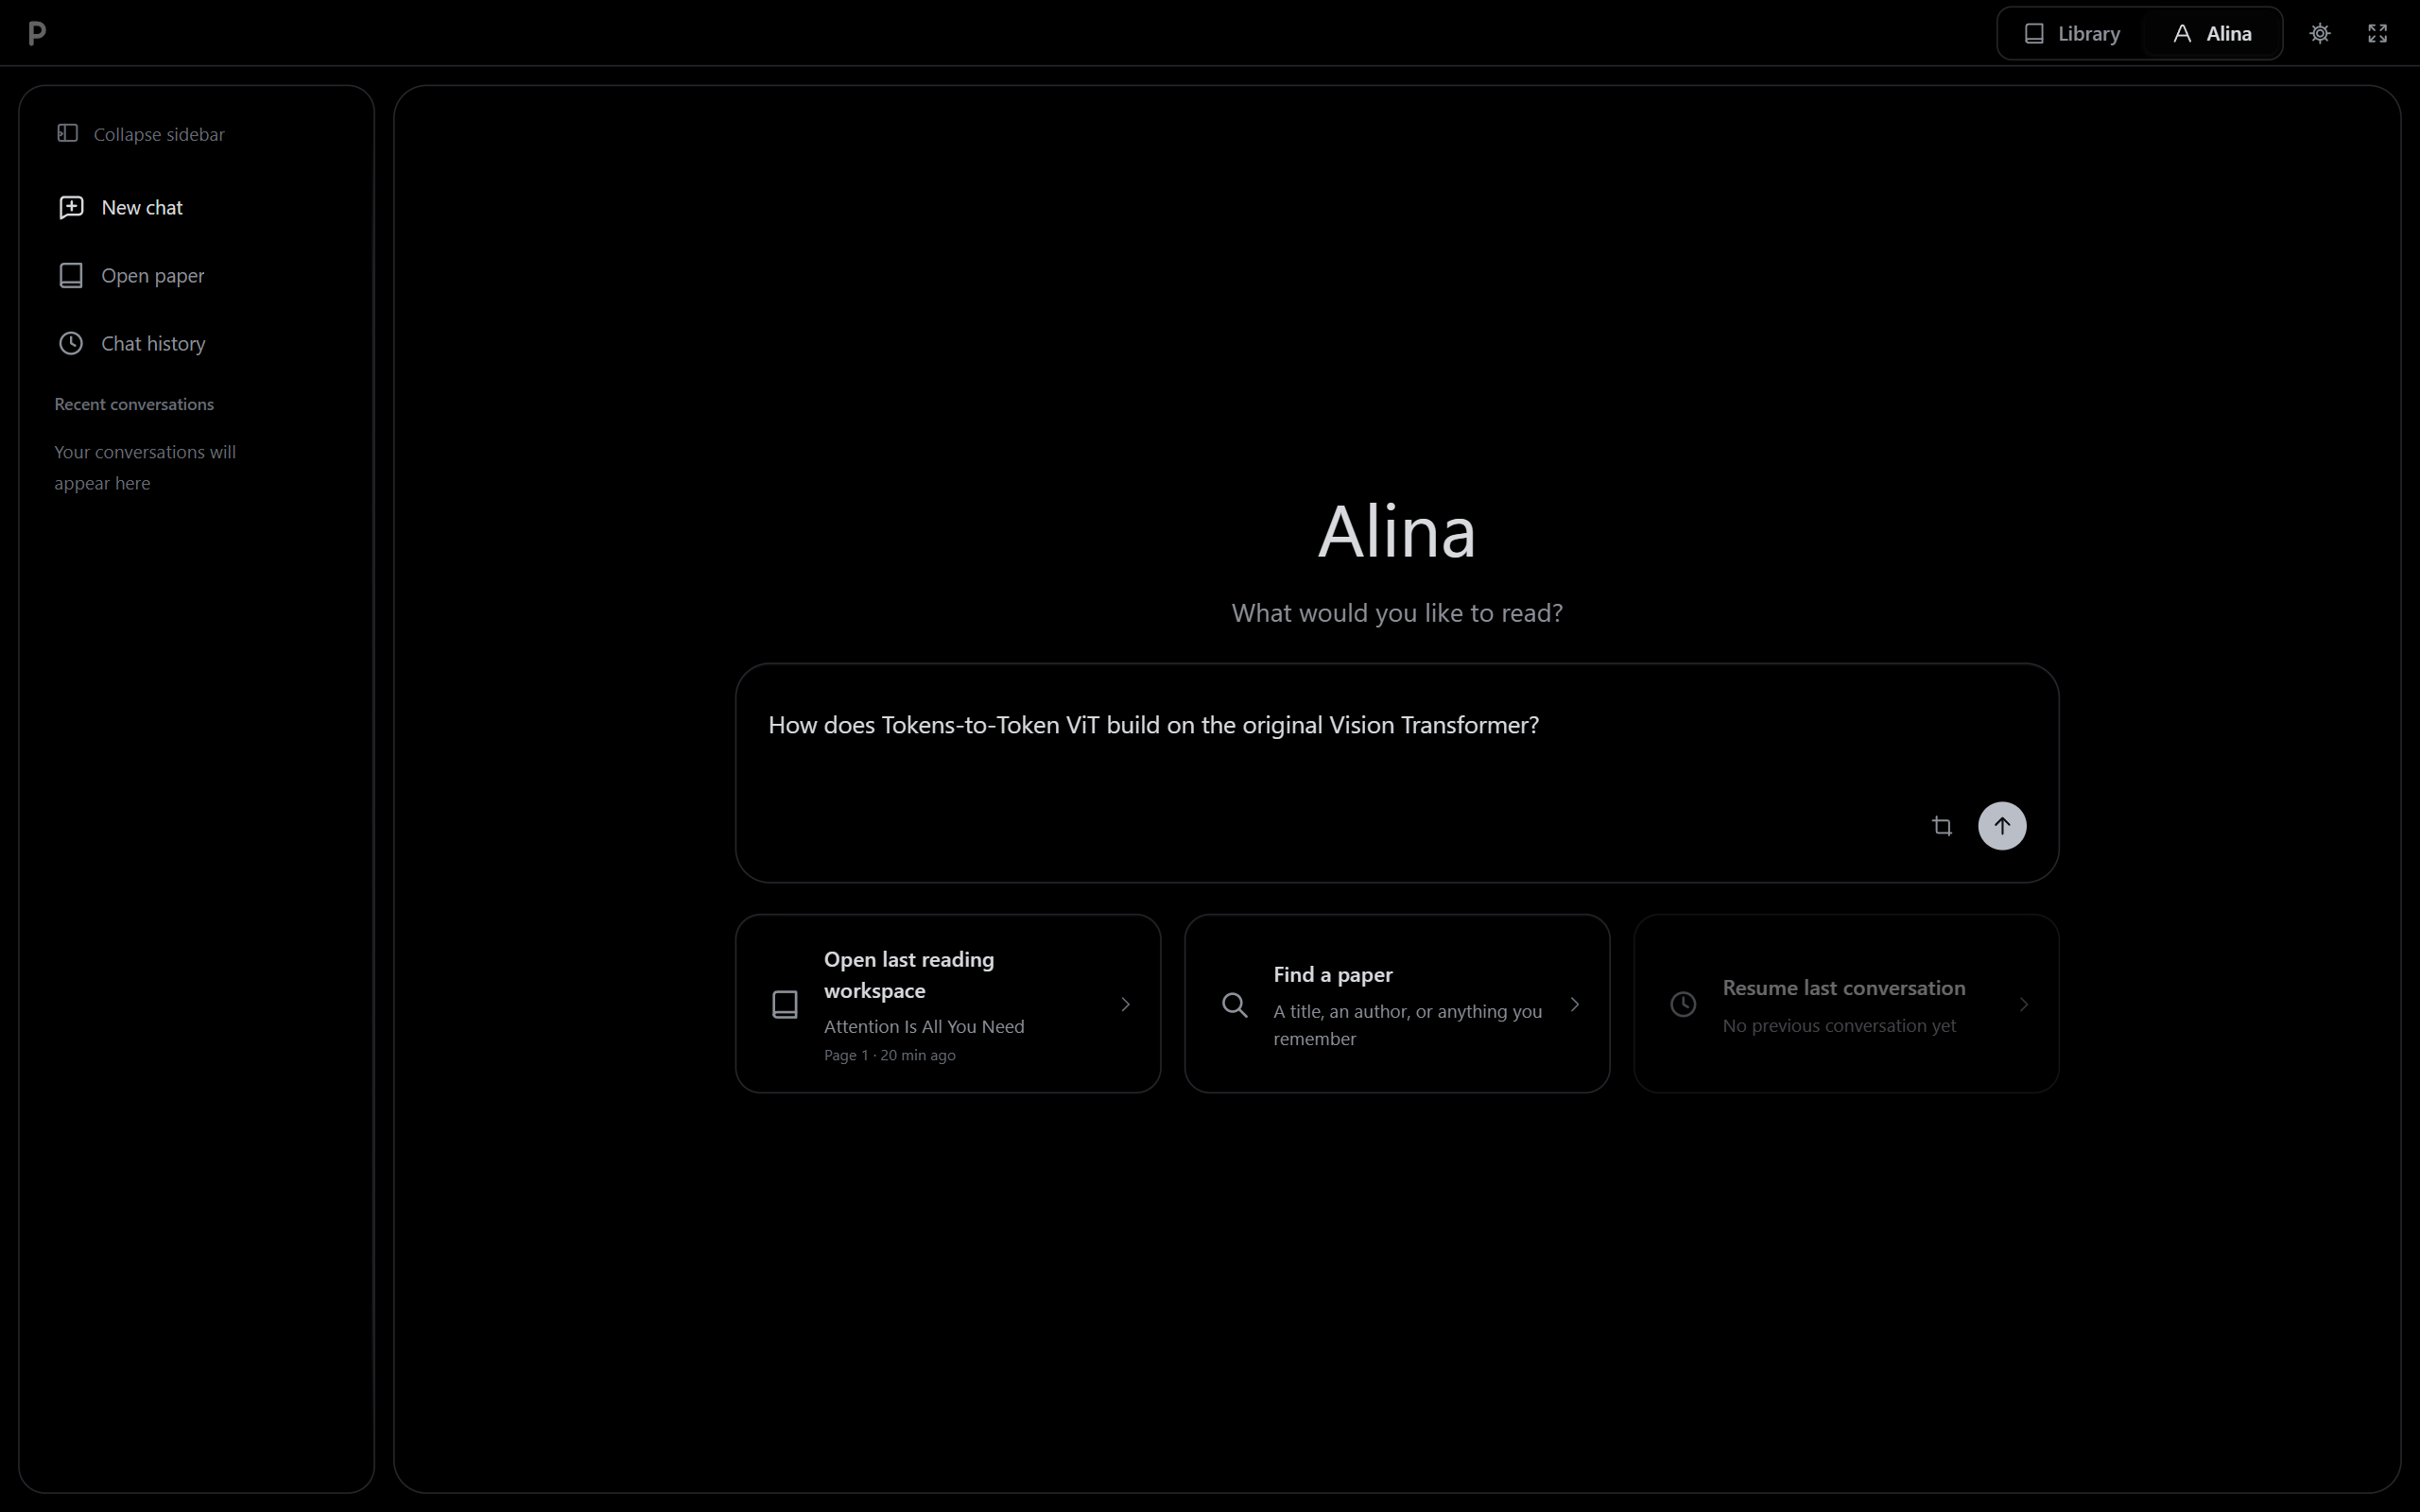 P
Library
Alina
Collapse sidebar
New chat
Open paper
Chat history
Recent conversations
Your conversations will
appear here
Alina
What would you like to read?
How does Tokens-to-Token ViT build on the original Vision Transformer?
Open last reading
workspace
Attention Is All You Need
Page 1 · 20 min ago
Find a paper
A title, an author, or anything you
remember
Resume last conversation
No previous conversation yet